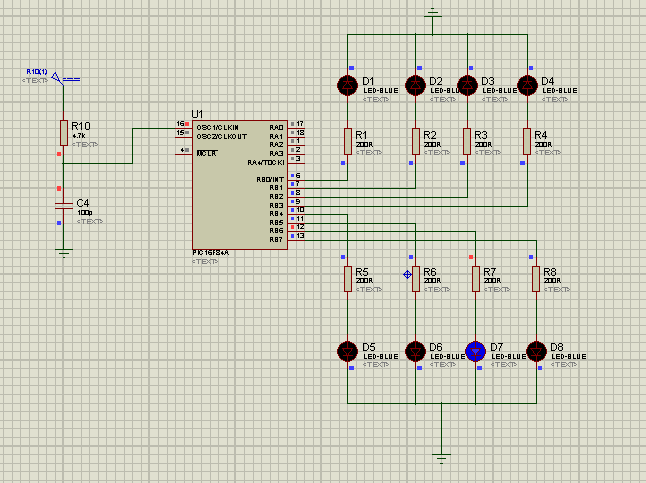 R10(1)
<TEXT>
R10
4.7k
<TEXT>
C4
100p
<TEXT>
U1
16
15
4
OSC1/CLKIN
OSC2/CLKOUT
MCLR
RA0
RA1
RA2
RA3
RA4/T0CKI
RB0/INT
RB1
RB2
RB3
RB4
RB5
RB6
RB7
17
18
1
2
3
6
7
8
9
10
11
12
13
PIC16F84A
<TEXT>
D1
LED-BLUE
<TEXT>
D2
LED-BLUE
<TEXT>
D3
LED-BLUE
<TEXT>
D4
LED-BLUE
<TEXT>
R1
200R
<TEXT>
R2
200R
<TEXT>
R3
200R
<TEXT>
R4
200R
<TEXT>
R5
200R
<TEXT>
R6
200R
<TEXT>
R7
200R
<TEXT>
R8
200R
<TEXT>
D5
LED-BLUE
<TEXT>
D6
LED-BLUE
<TEXT>
D7
LED-BLUE
<TEXT>
D8
LED-BLUE
<TEXT>